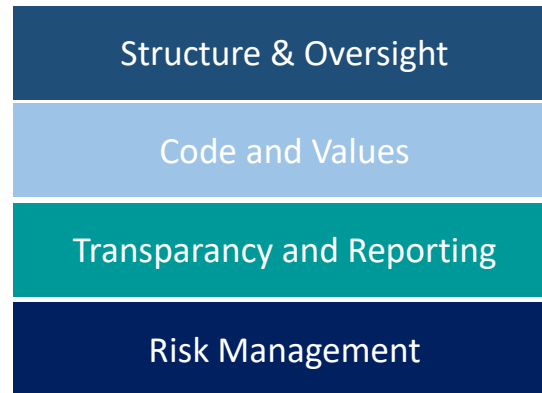 Structure & Oversight
Code and Values
Transparancy and Reporting
Risk Management